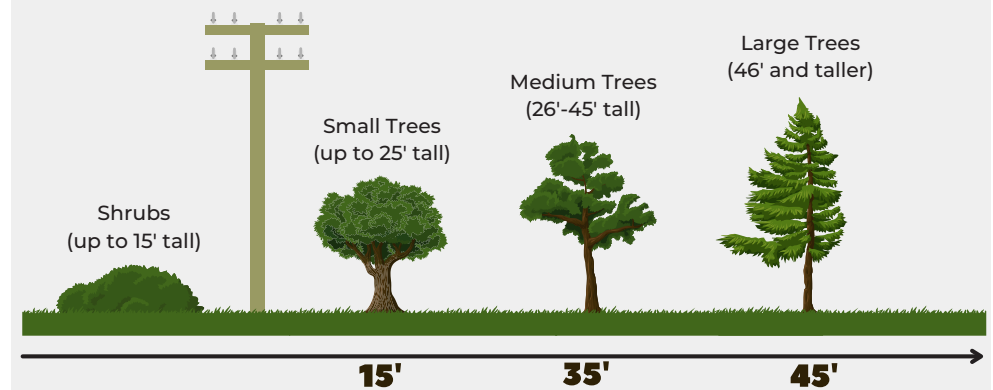 Large Trees
(46' and taller)
Medium Trees
(26'-45' tall)
Small Trees
(up to 25' tall)
Shrubs
(up to 15' tall)
15'
35'
45'